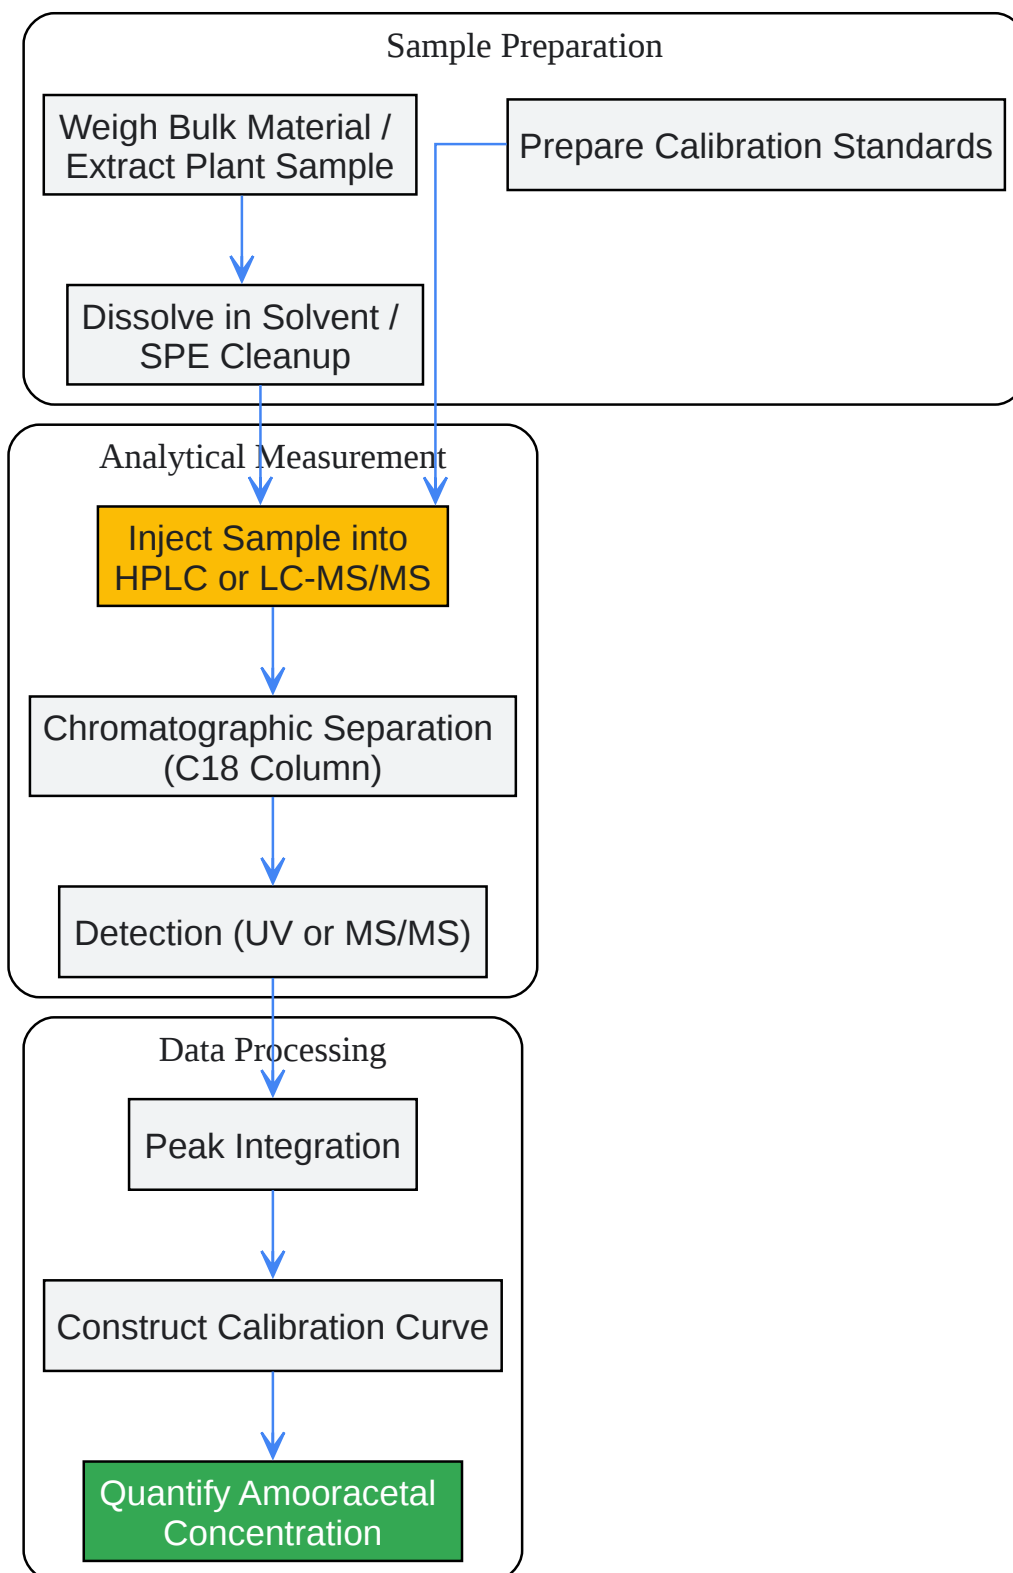 Sample Preparation
Weigh Bulk Material /
Extract Plant Sample
Prepare Calibration Standards
Dissolve in Solvent /
SPE Cleanup
Analytical Measurement
Inject Sample into
HPLC or LC-MS/MS
Chromatographic Separation
(C18 Column)
Detection (UV or MS/MS)
Data Processing
Peak Integration
Construct Calibration Curve
Quantify Amooracetal
Concentration